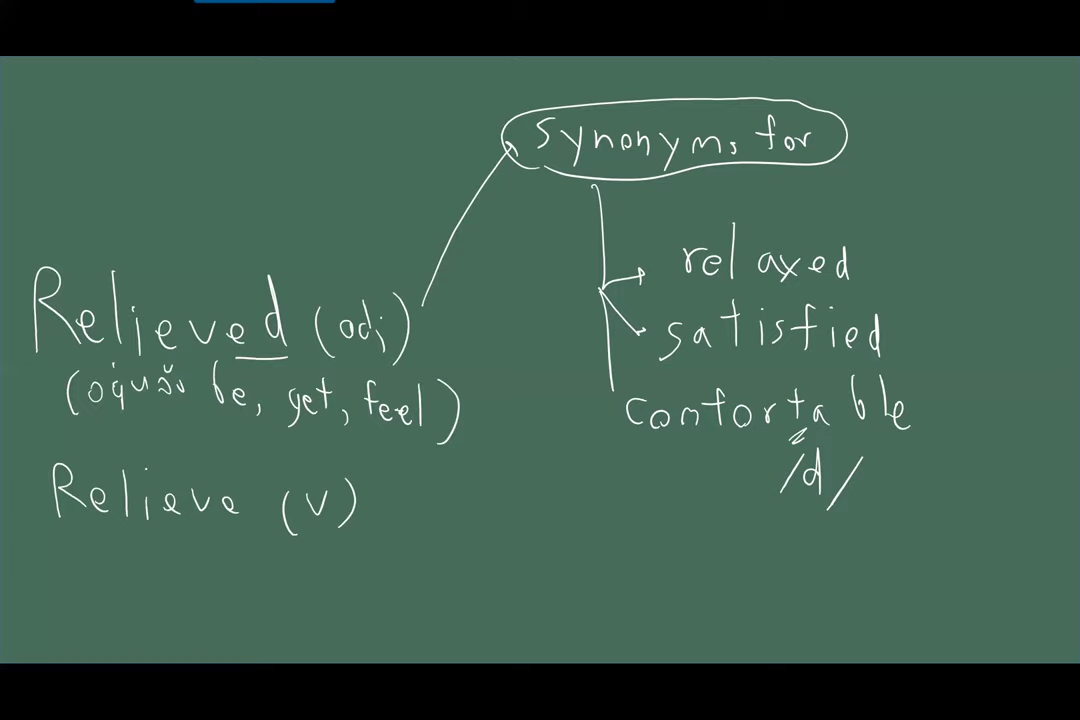 Relieved (adj)
( be, get, feel)
Relieve (v)
Synonyms for
relaxed
satisfied
comfortable
/d/